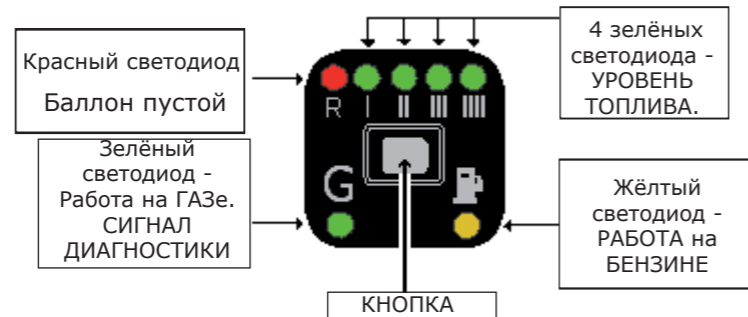 Красный светодиод
Баллон пустой
4 зелёных
светодиода -
УРОВЕНЬ
ТОПЛИВА.
R I II III IIII
G
Зелёный
светодиод -
Работа на ГАЗе.
СИГНАЛ
ДИАГНОСТИКИ
Жёлтый
светодиод -
РАБОТА на
БЕНЗИНЕ
КНОПКА